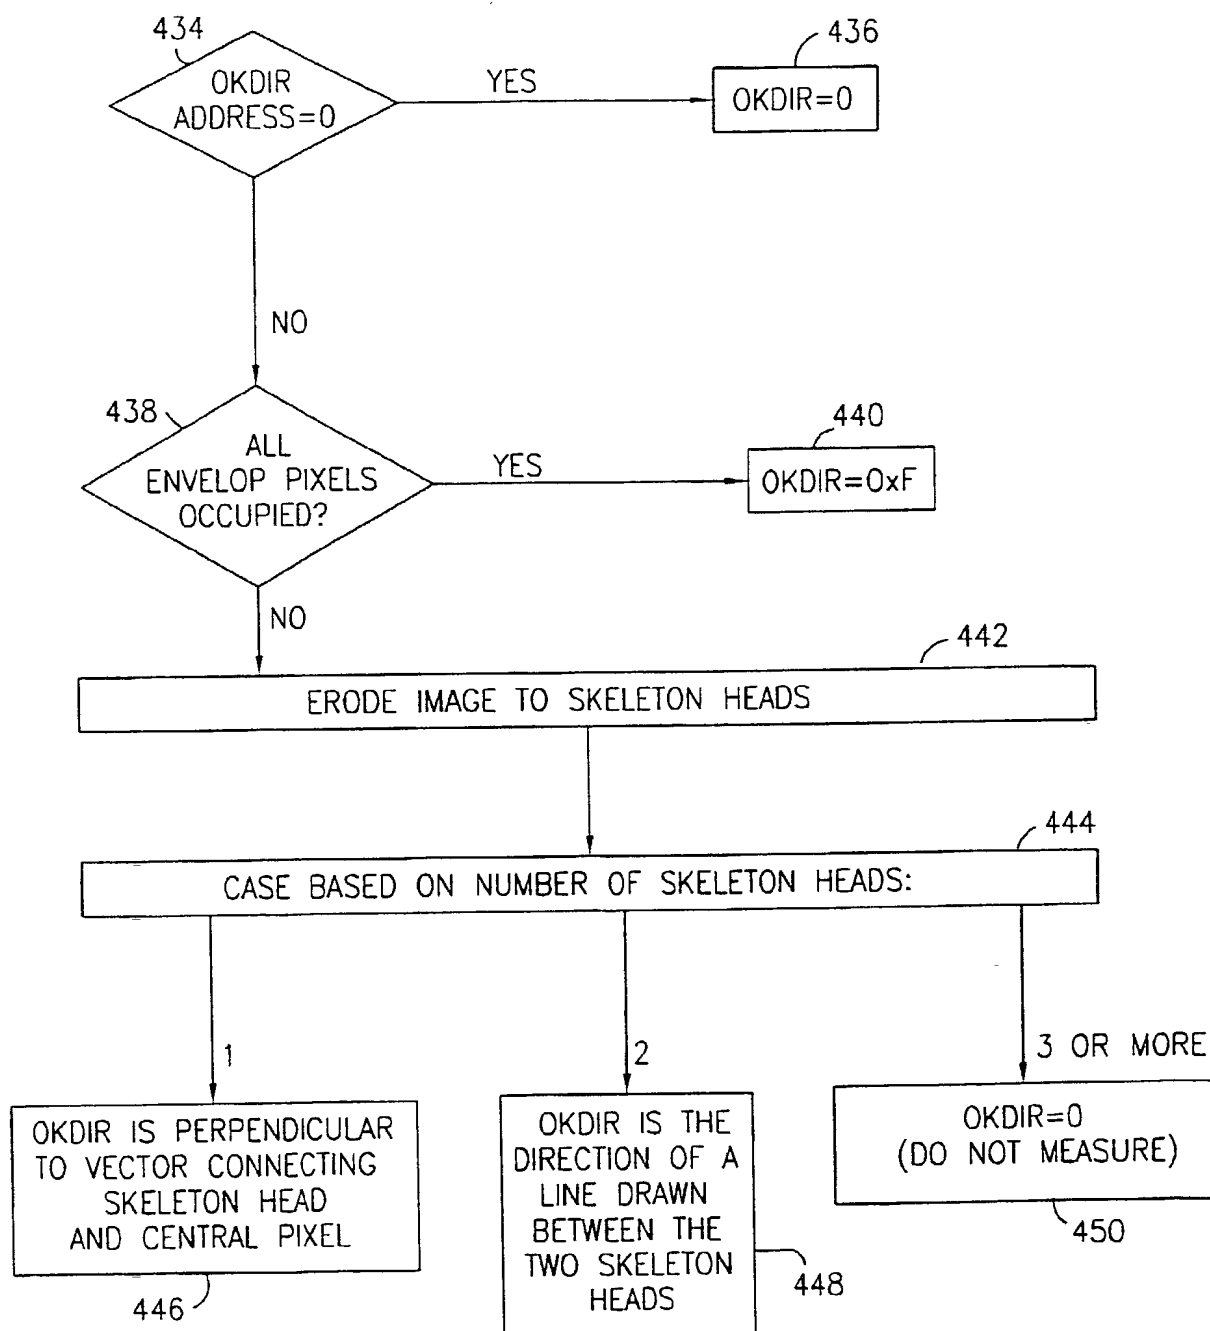 434
OKDIR
ADDRESS=0
YES
436
OKDIR=0
NO
438
ALL
ENVELOP PIXELS
OCCUPIED?
YES
440
OKDIR=0xF
NO
442
ERODE IMAGE TO SKELETON HEADS
444
CASE BASED ON NUMBER OF SKELETON HEADS:
1
2
3 OR MORE
OKDIR IS PERPENDICULAR
TO VECTOR CONNECTING
SKELETON HEAD
AND CENTRAL PIXEL
446
OKDIR IS THE
DIRECTION OF A
LINE DRAWN
BETWEEN THE
TWO SKELETON
HEADS
448
OKDIR=0
(DO NOT MEASURE)
450